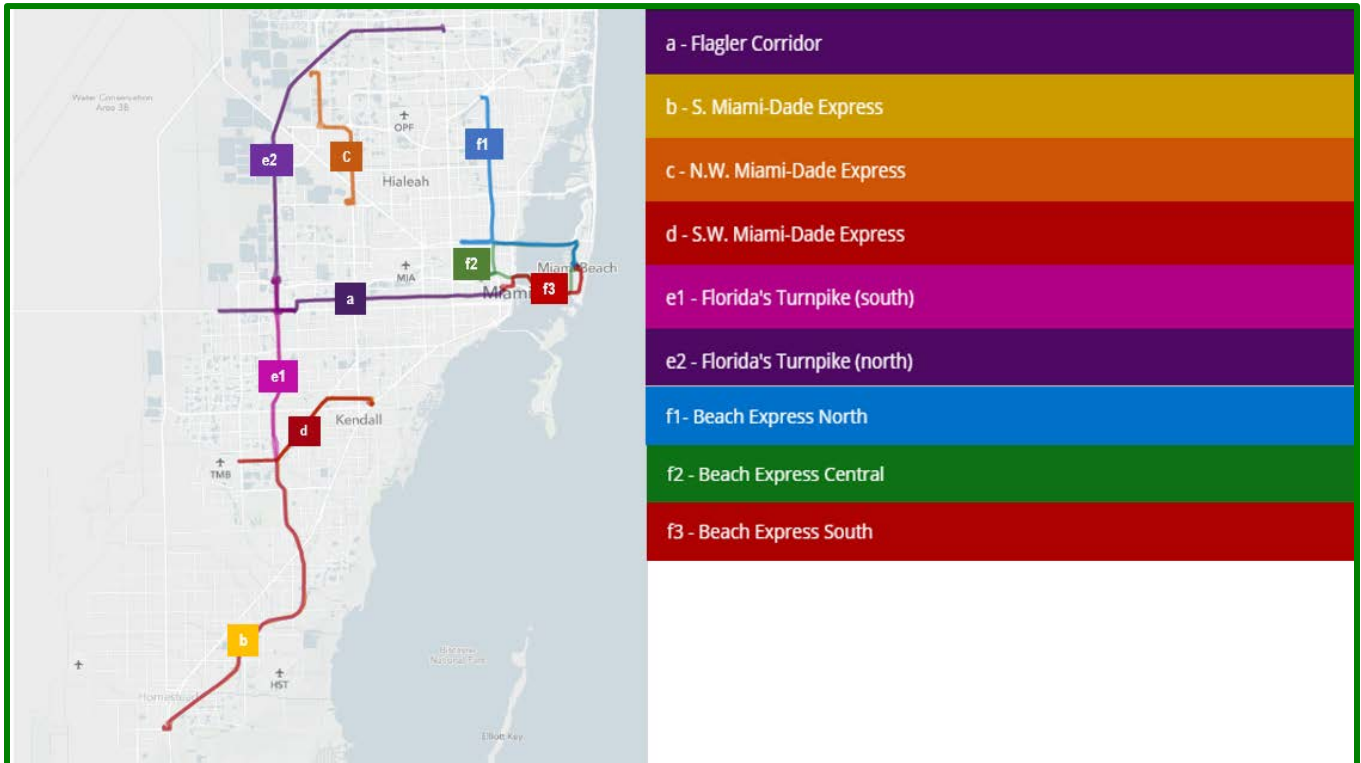 Water Conservation
Area 3B
OPF
e2
C
f1
Hialeah
f2
MIA
Miami Beach
a
Miami
f3
e1
Kendall
d
TMB
b
Biscayne
National Park
HST
Homestead
Elliott Key
a - Flagler Corridor
b - S. Miami-Dade Express
c - N.W. Miami-Dade Express
d - S.W. Miami-Dade Express
e1 - Florida's Turnpike (south)
e2 - Florida's Turnpike (north)
f1- Beach Express North
f2 - Beach Express Central
f3 - Beach Express South